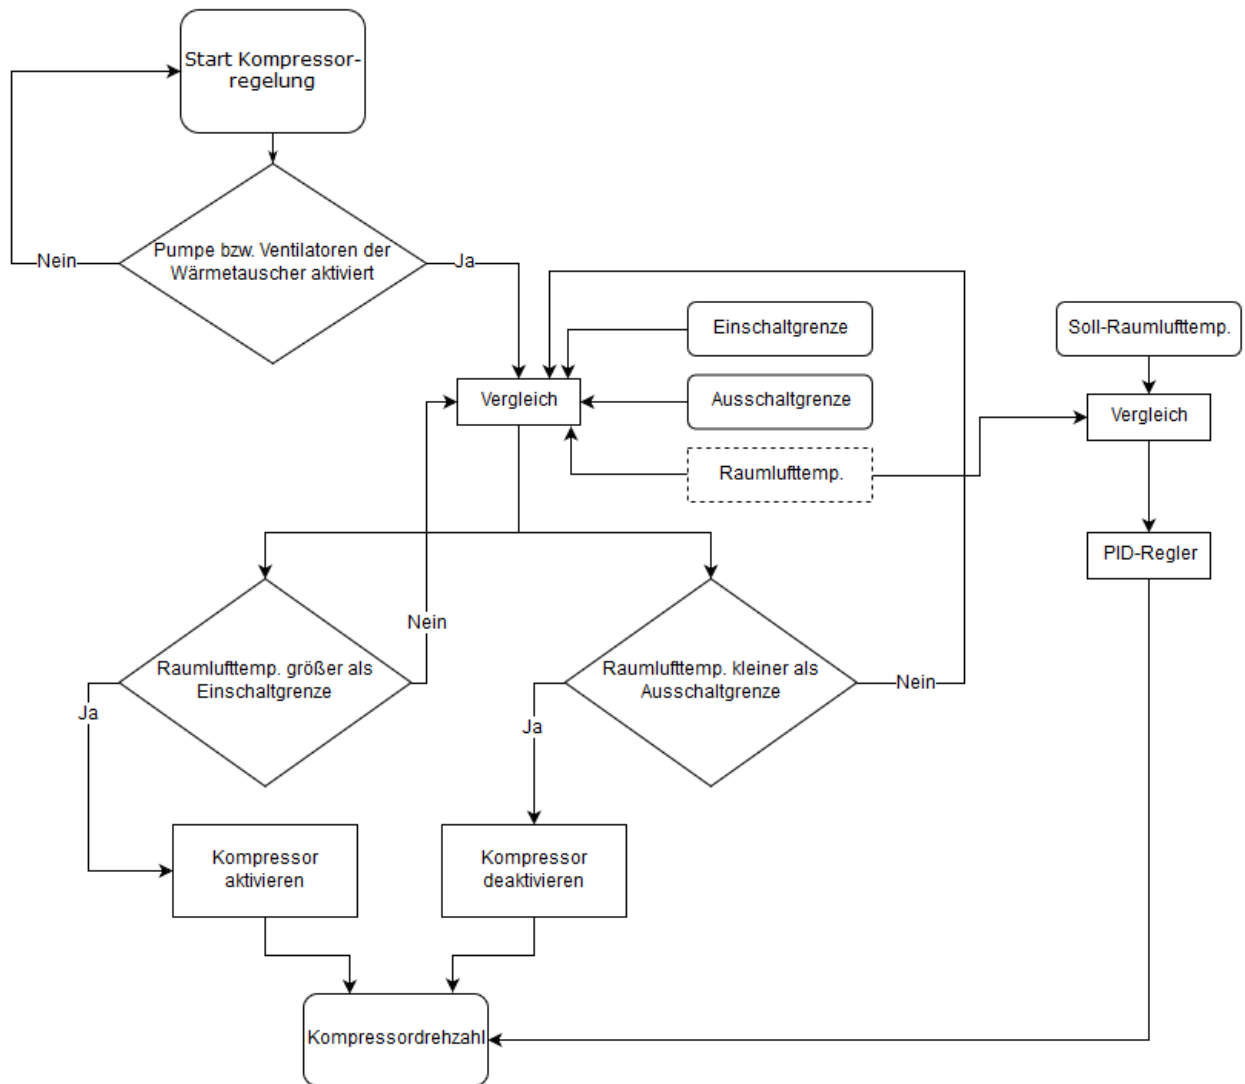 Start Kompressor-
regelung
Pumpe bzw. Ventilatoren der
Wärmetauscher aktiviert
Nein
Ja
Einschaltgrenze
Soll-Raumlufttemp.
Vergleich
Ausschaltgrenze
Vergleich
Raumlufttemp.
PID-Regler
Nein
Raumlufttemp. größer als
Einschaltgrenze
Raumlufttemp. kleiner als
Ausschaltgrenze
Nein
Ja
Ja
Kompressor
aktivieren
Kompressor
deaktivieren
Kompressordrehzahl